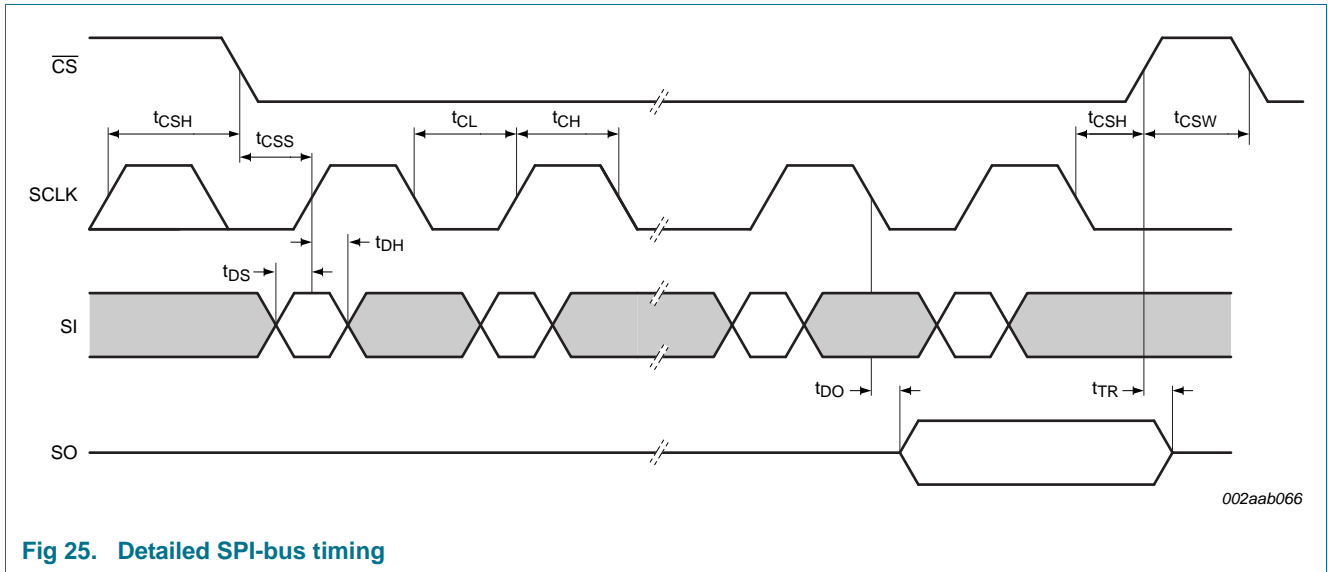 CS
tCSH
tCSS
tCL
tCH
tCSH
tCSW
SCLK
tDH
tDS
SI
tDO
tTR
SO
002aab066
Fig 25. Detailed SPI-bus timing